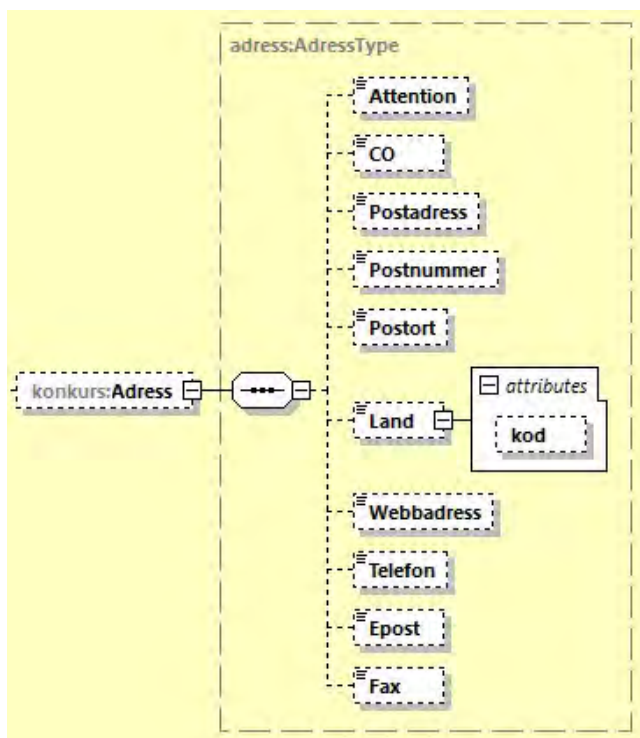 adress:AdressType
Attention
CO
Postadress
Postnummer
Postort
konkurs:Adress
Land
attributes
kod
Webbadress
Telefon
Epost
Fax